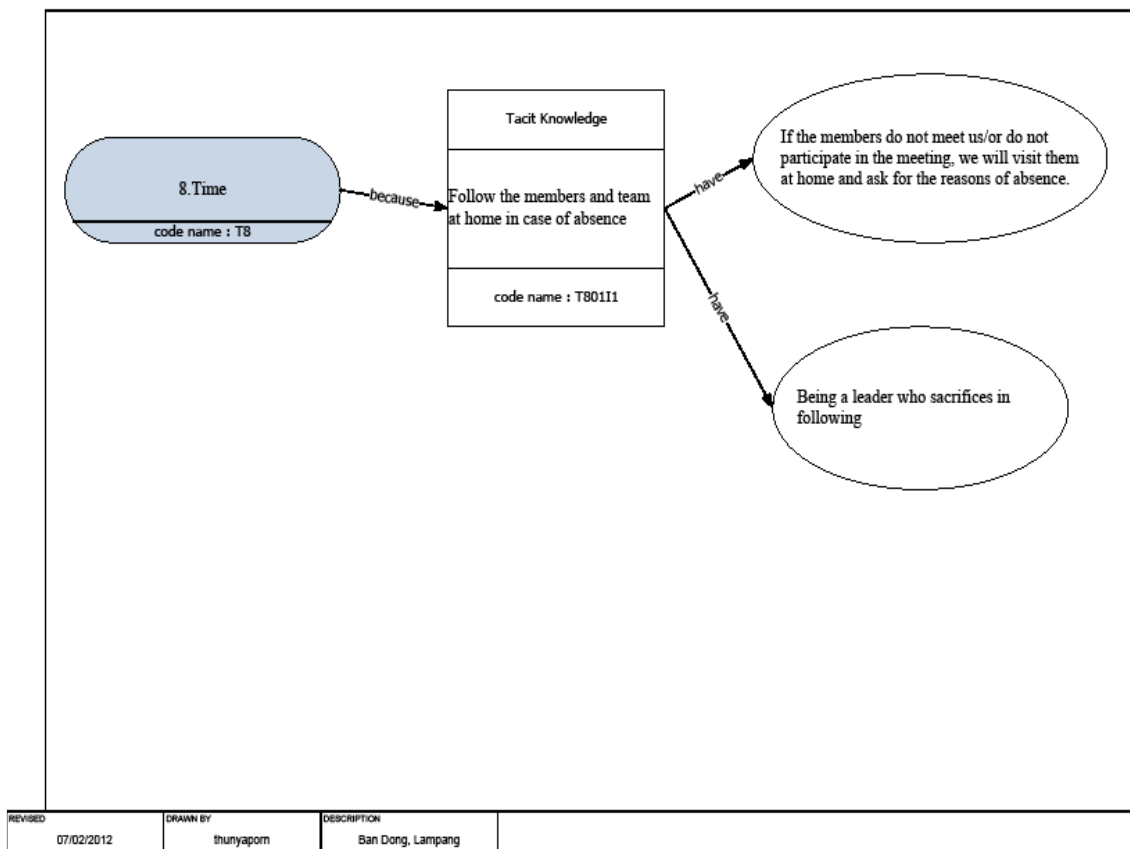 8.Time
code name : T8
because
Tacit Knowledge
Follow the members and team
at home in case of absence
code name : T801I1
have
If the members do not meet us/or do not
participate in the meeting, we will visit them
at home and ask for the reasons of absence.
have
Being a leader who sacrifices in
following
REVISED
07/02/2012
DRAWN BY
thunyaporn
DESCRIPTION
Ban Dong, Lampang